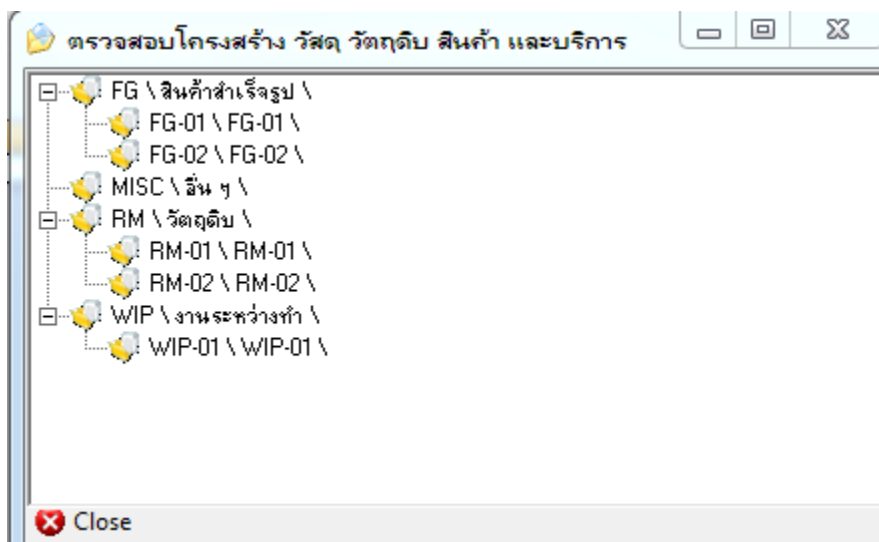 ตรวจสอบโครงสร้าง วัสดุ วัตถุดิบ สินค้า และบริการ
FG \ สินค้าสำเร็จรูป \
FG-01 \ FG-01 \
FG-02 \ FG-02 \
MISC \ อื่น ๆ \
RM \ วัตถุดิบ \
RM-01 \ RM-01 \
RM-02 \ RM-02 \
WIP \ งานระหว่างทำ \
WIP-01 \ WIP-01 \
Close